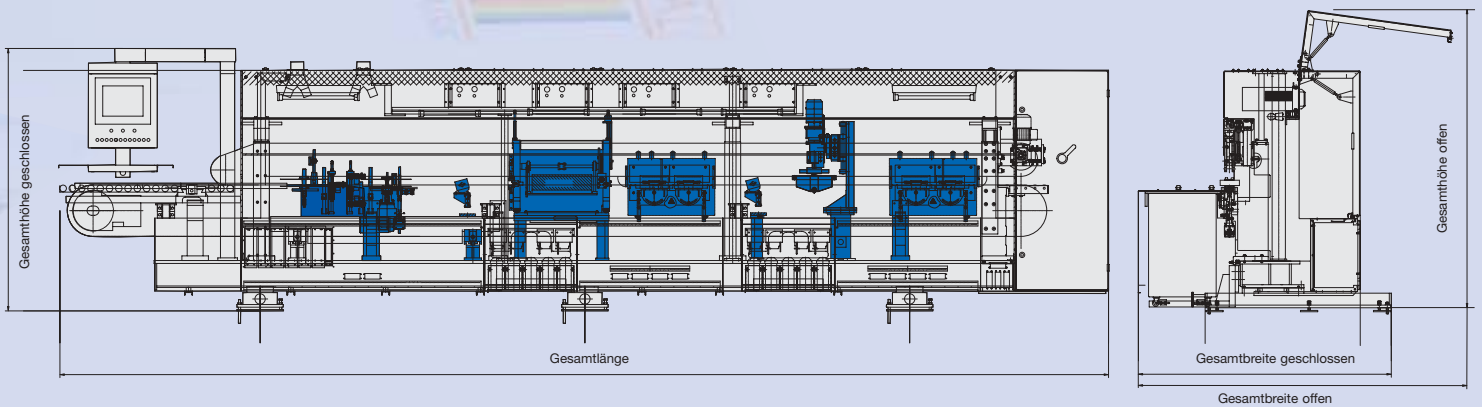 Gesamthöhe geschlossen
Gesamtlänge
Gesamtbreite geschlossen
Gesamtbreite offen
Gesamthöhe offen